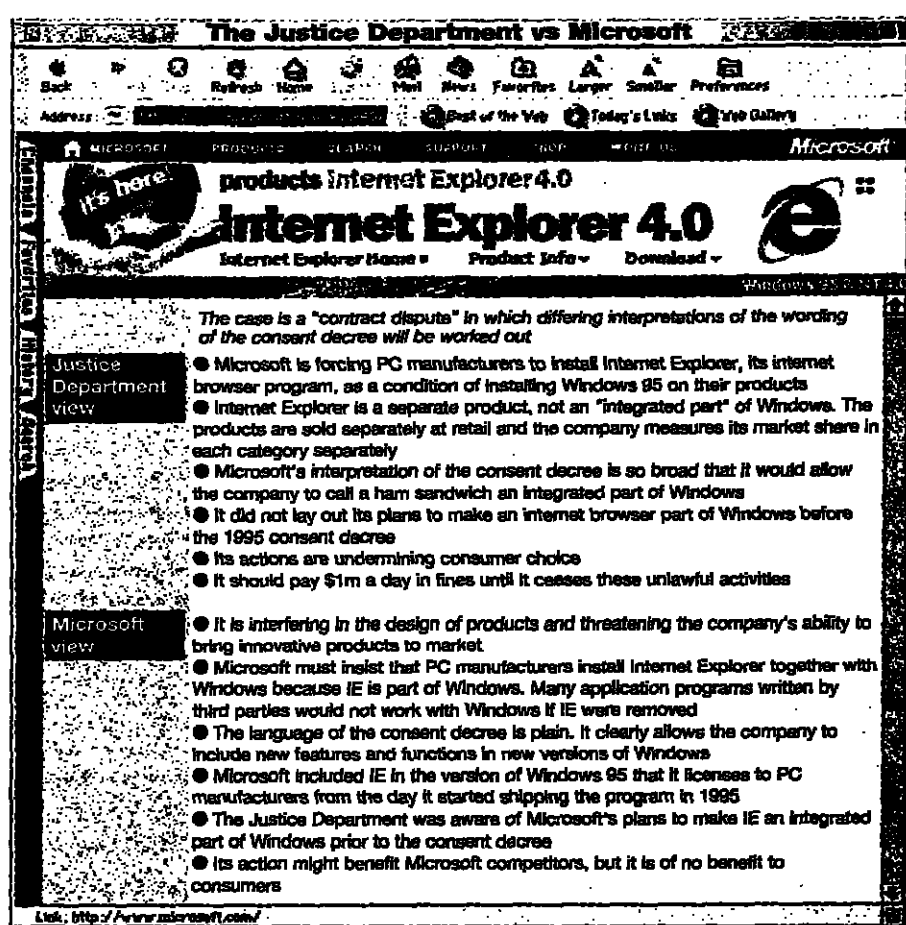 The Justice Department vs Microsoft
Back Refresh Home Mail News Favorites Larger Smaller Preferences
Address: Best of the Web Today's Links Web Gallery
MICROSOFT PRODUCTS SEARCH SUPPORT SHOP WRITE US Microsoft
It's here!
products Internet Explorer 4.0
Internet Explorer 4.0
Internet Explorer Home Product Info Download
Channels Favorites History Search
The case is a "contract dispute" in which differing interpretations of the wording
of the consent decree will be worked out
Justice
Department
view
● Microsoft is forcing PC manufacturers to install Internet Explorer, its internet
browser program, as a condition of installing Windows 95 on their products
● Internet Explorer is a separate product, not an "integrated part" of Windows. The
products are sold separately at retail and the company measures its market share in
each category separately
● Microsoft's interpretation of the consent decree is so broad that it would allow
the company to call a ham sandwich an integrated part of Windows
● It did not lay out its plans to make an internet browser part of Windows before
the 1995 consent decree
● Its actions are undermining consumer choice
● It should pay $1m a day in fines until it ceases these unlawful activities
Microsoft
view
● It is interfering in the design of products and threatening the company's ability to
bring innovative products to market
● Microsoft must insist that PC manufacturers install Internet Explorer together with
Windows because IE is part of Windows. Many application programs written by
third parties would not work with Windows if IE were removed
● The language of the consent decree is plain. It clearly allows the company to
include new features and functions in new versions of Windows
● Microsoft included IE in the version of Windows 95 that it licenses to PC
manufacturers from the day it started shipping the program in 1995
● The Justice Department was aware of Microsoft's plans to make IE an integrated
part of Windows prior to the consent decree
● Its action might benefit Microsoft competitors, but it is of no benefit to
consumers
Link: http://www.microsoft.com/